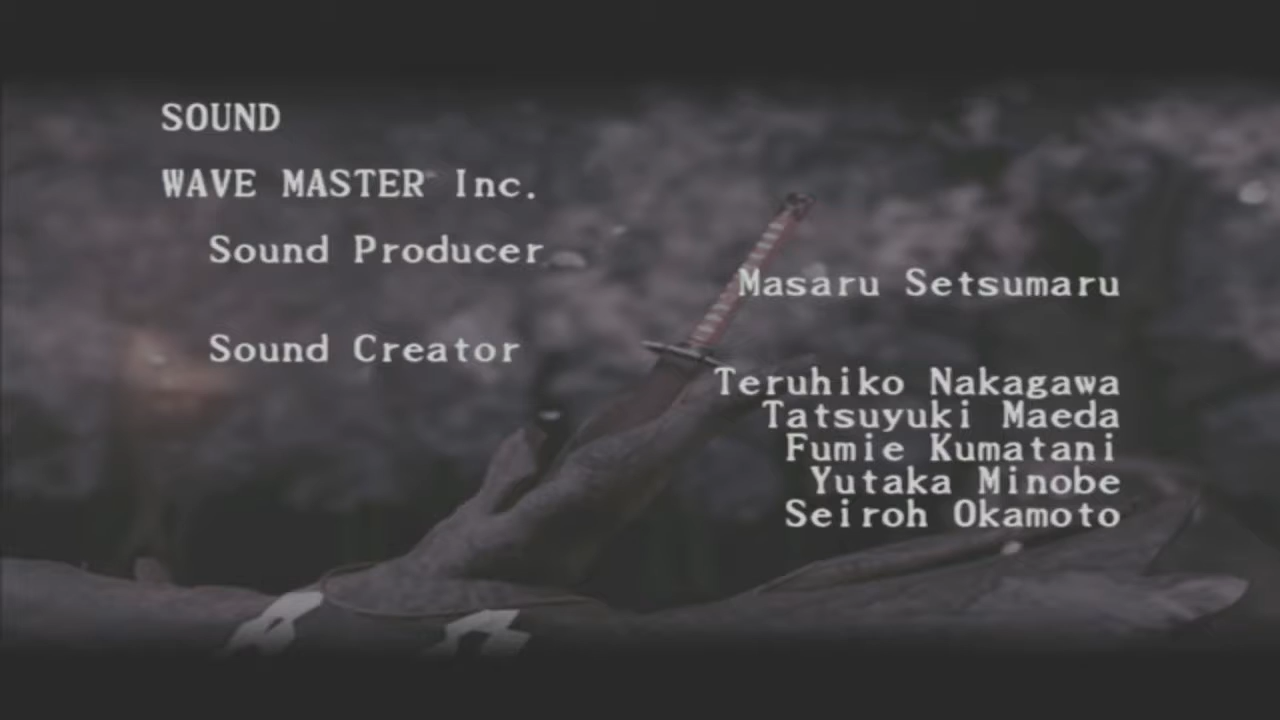 SOUND
WAVE MASTER Inc.
Sound Producer
Masaru Setsumaru
Sound Creator
Teruhiko Nakagawa
Tatsuyuki Maeda
Fumie Kumatani
Yutaka Minobe
Seiroh Okamoto